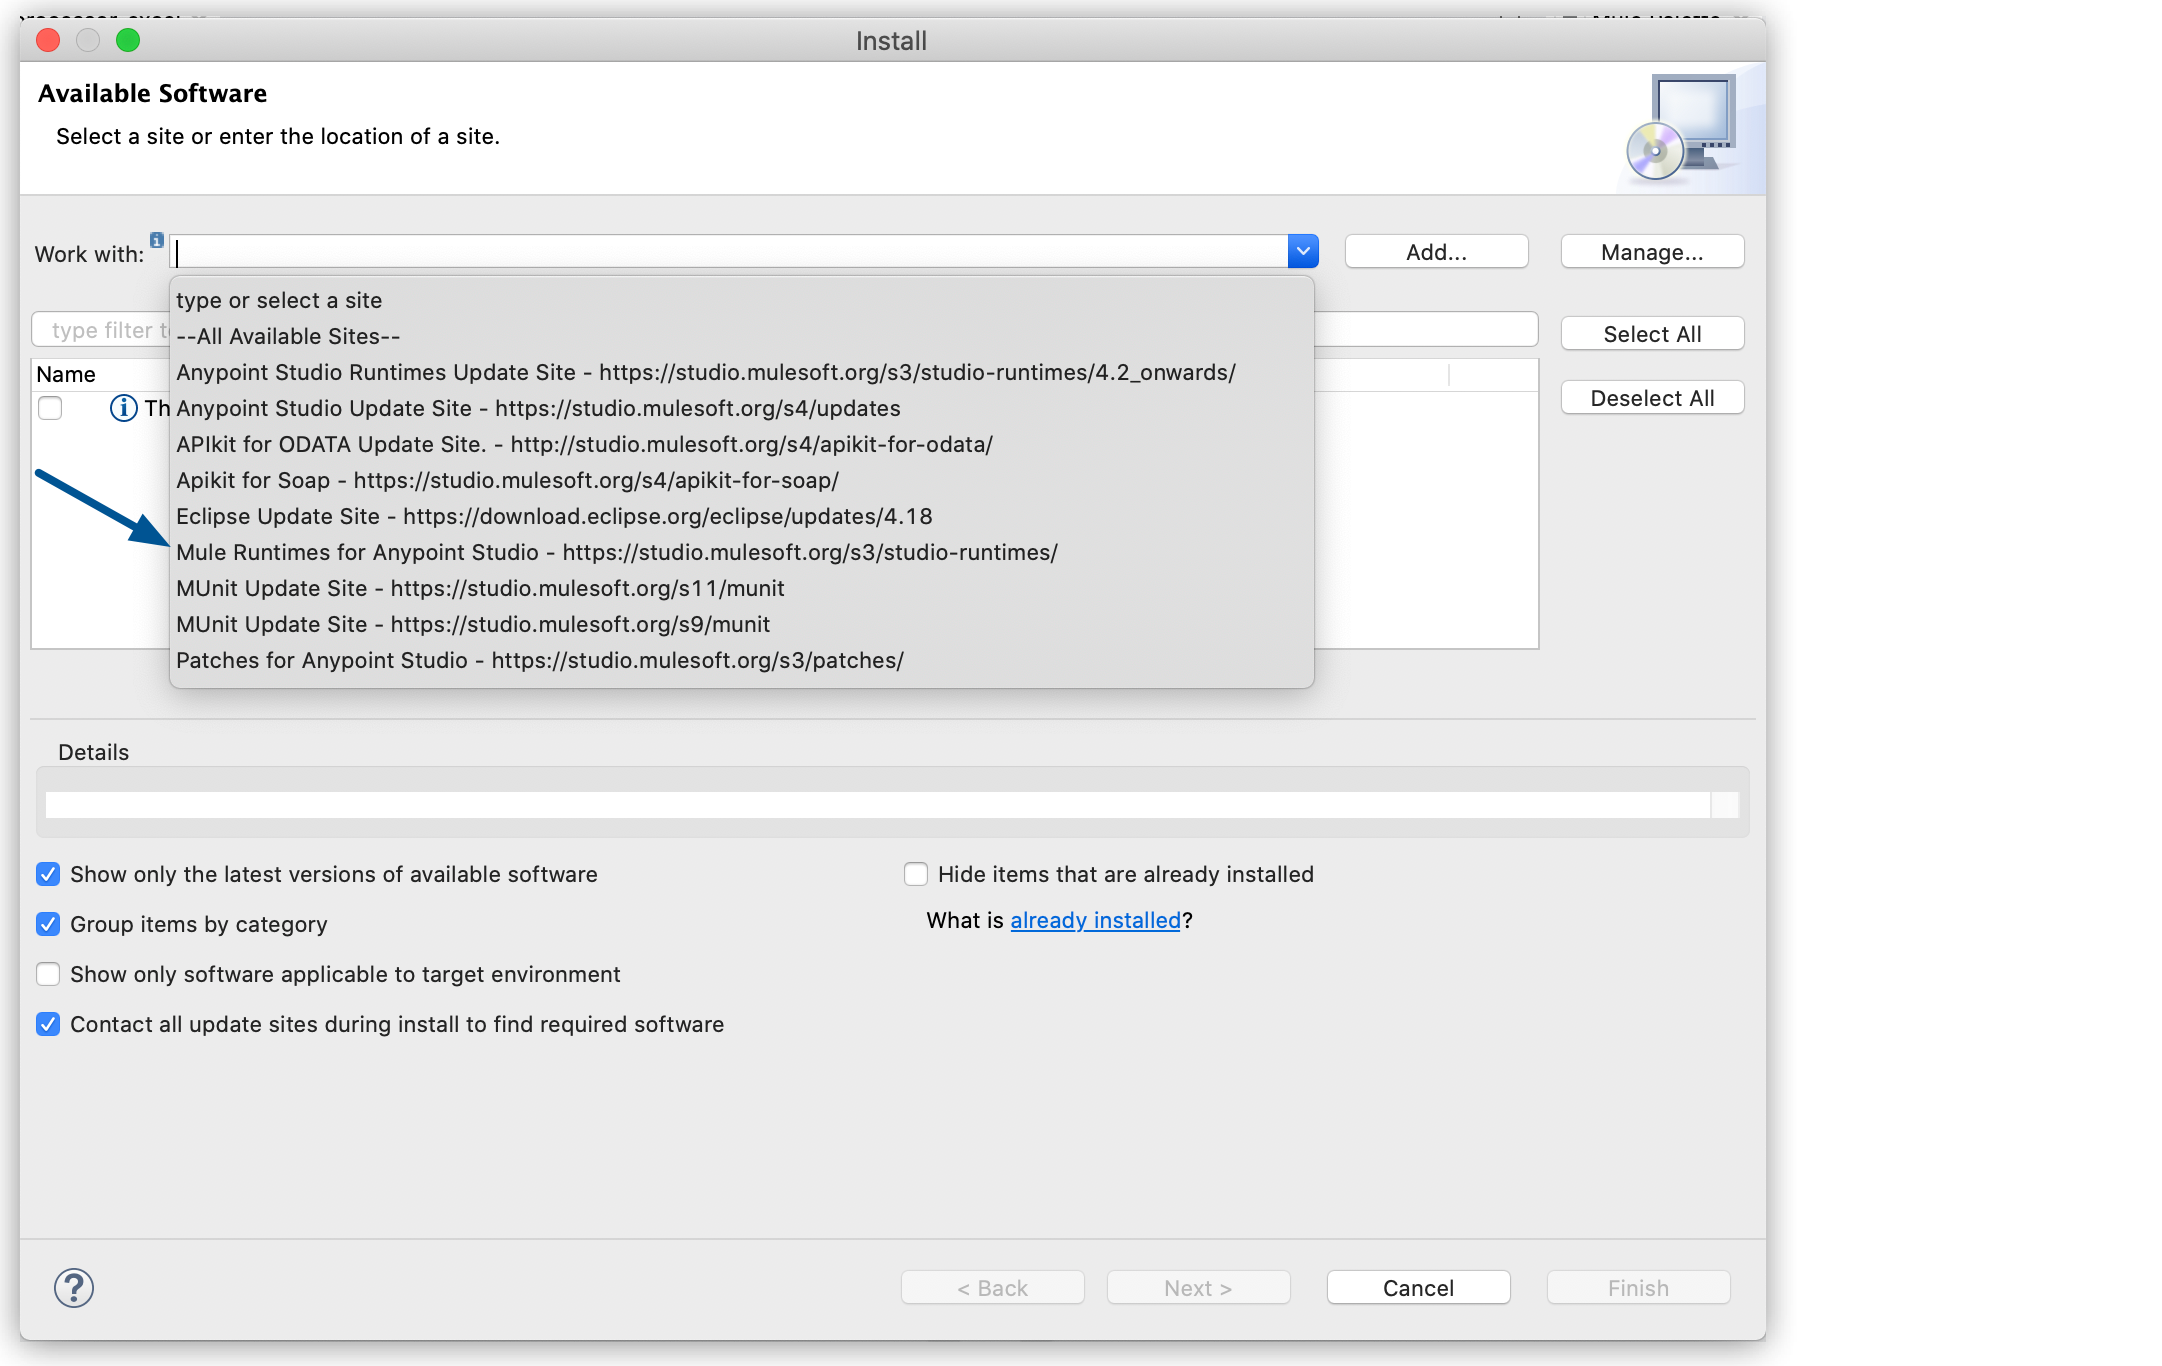 Install
Available Software
Select a site or enter the location of a site.
Work with:
Add...
Manage...
type or select a site
--All Available Sites--
Anypoint Studio Runtimes Update Site - https://studio.mulesoft.org/s3/studio-runtimes/4.2_onwards/
Anypoint Studio Update Site - https://studio.mulesoft.org/s4/updates
APIkit for ODATA Update Site. - http://studio.mulesoft.org/s4/apikit-for-odata/
Apikit for Soap - https://studio.mulesoft.org/s4/apikit-for-soap/
Eclipse Update Site - https://download.eclipse.org/eclipse/updates/4.18
Mule Runtimes for Anypoint Studio - https://studio.mulesoft.org/s3/studio-runtimes/
MUnit Update Site - https://studio.mulesoft.org/s11/munit
MUnit Update Site - https://studio.mulesoft.org/s9/munit
Patches for Anypoint Studio - https://studio.mulesoft.org/s3/patches/
type filter
Select All
Name
Deselect All
Details
Show only the latest versions of available software
Hide items that are already installed
Group items by category
What is already installed?
Show only software applicable to target environment
Contact all update sites during install to find required software
?
< Back
Next >
Cancel
Finish